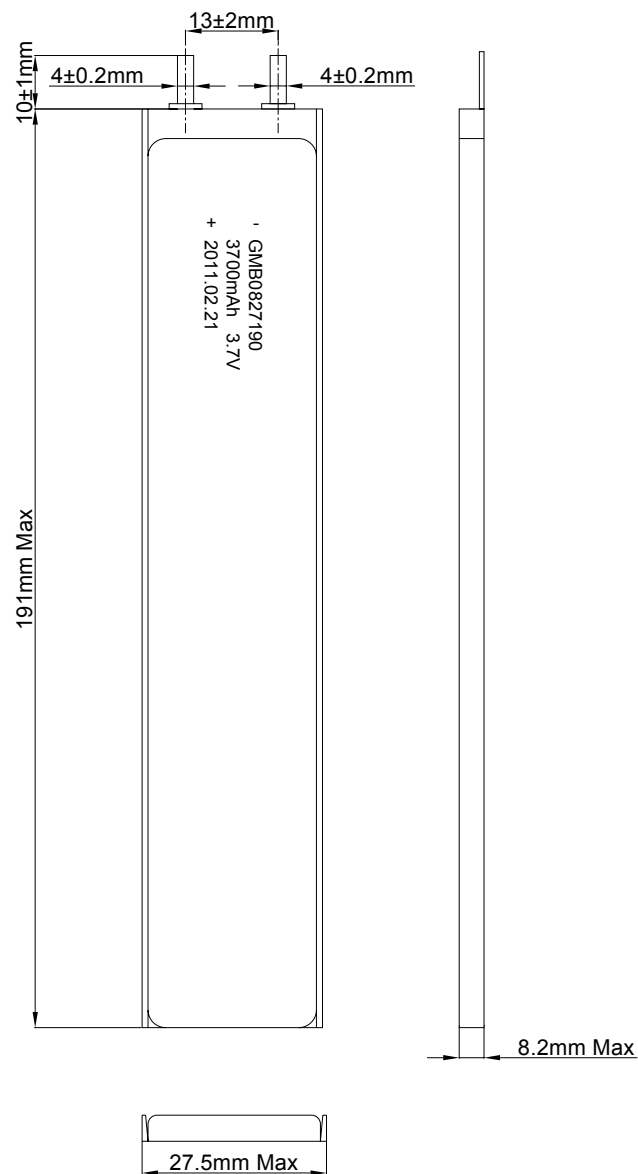 13±2mm
10±1mm
4±0.2mm
4±0.2mm
- GMB0827190
3700mAh 3.7V
+ 2011.02.21
191mm Max
8.2mm Max
27.5mm Max